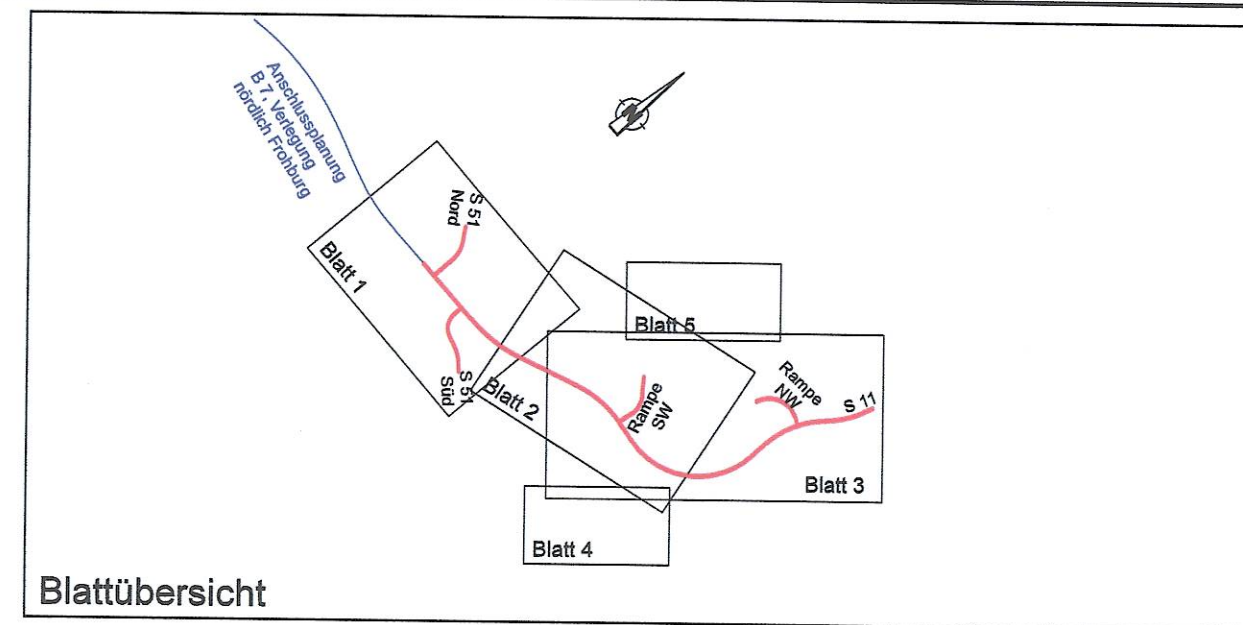 Anschlussplanung
B 7, Verlegung
nördlich Frohburg
N
S 51
Nord
Blatt 1
S 51
Süd
Blatt 2
Blatt 5
Rampe
SW
Rampe
NW
S 11
Blatt 3
Blatt 4
Blattübersicht